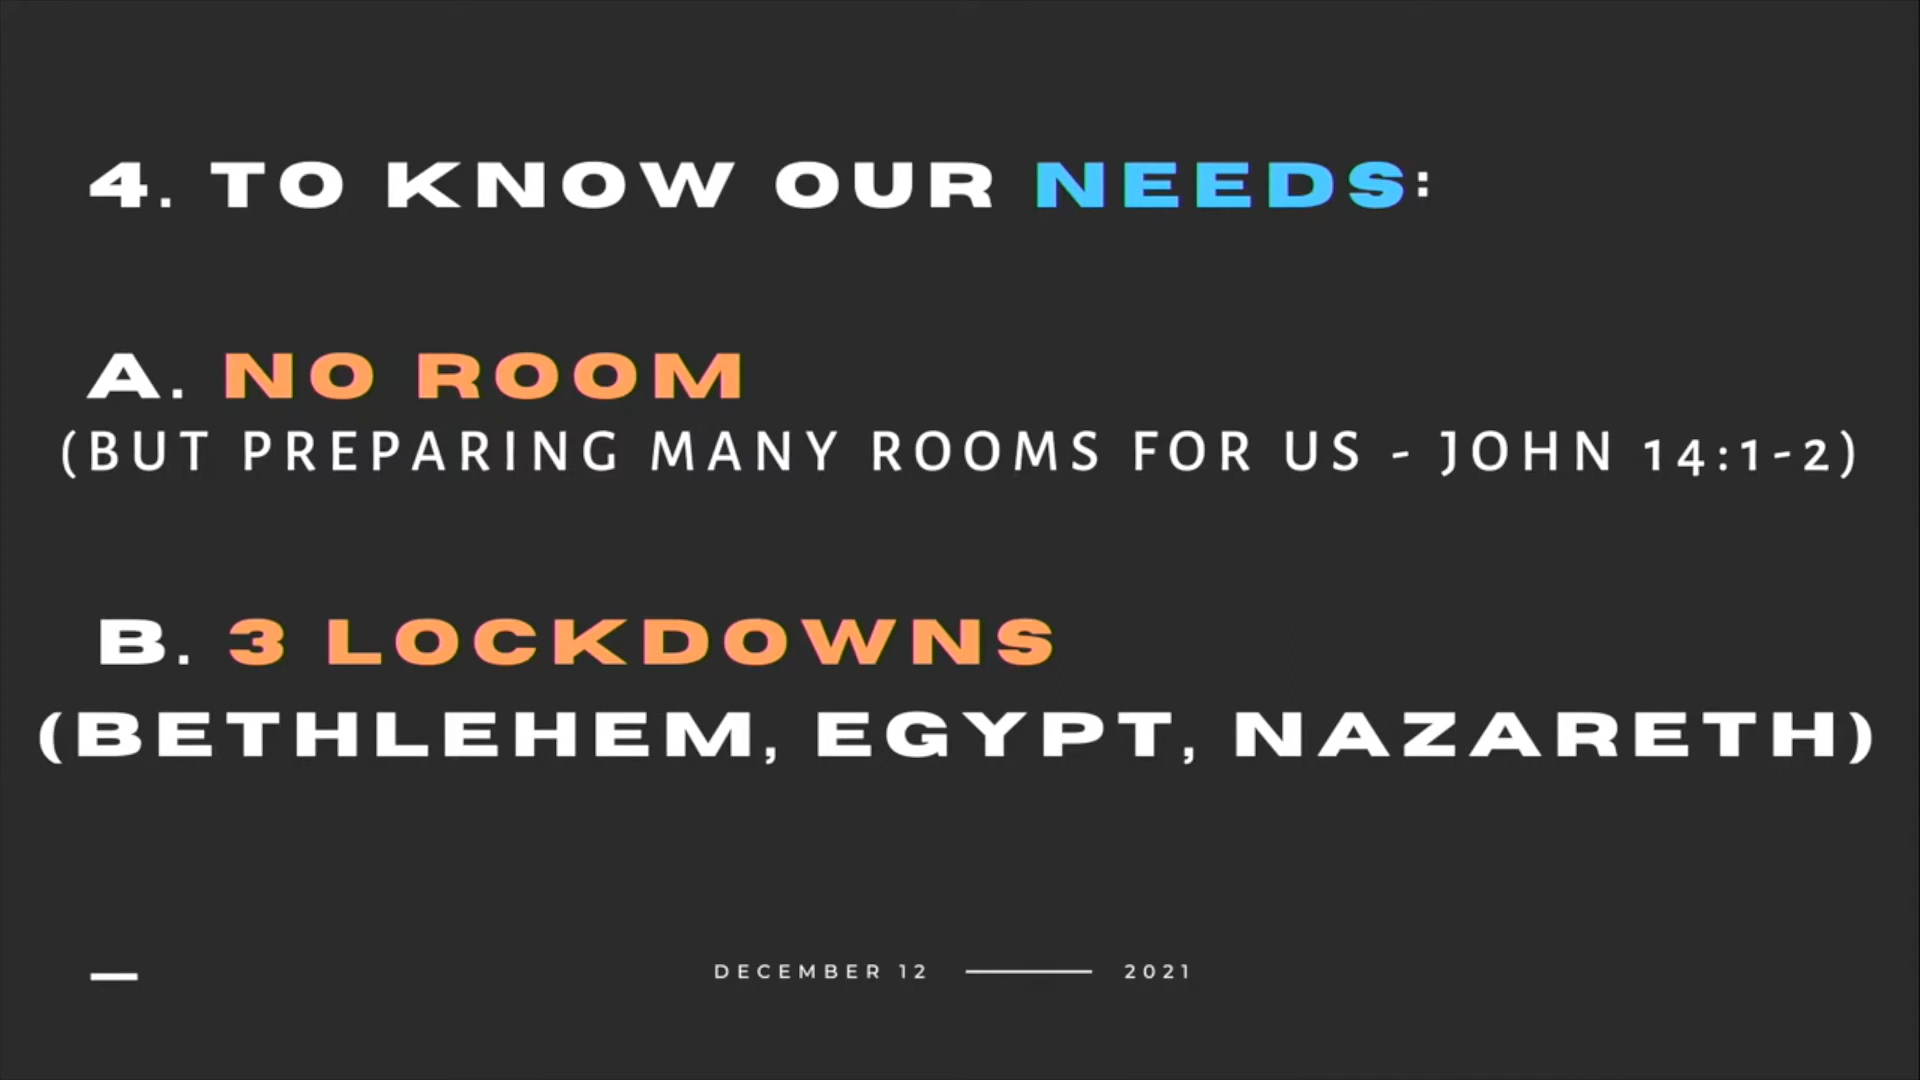 4. TO KNOW OUR NEEDS:
A. NO ROOM
(BUT PREPARING MANY ROOMS FOR US - JOHN 14:1-2)
B. 3 LOCKDOWNS
(BETHLEHEM, EGYPT, NAZARETH)
DECEMBER 12 2021